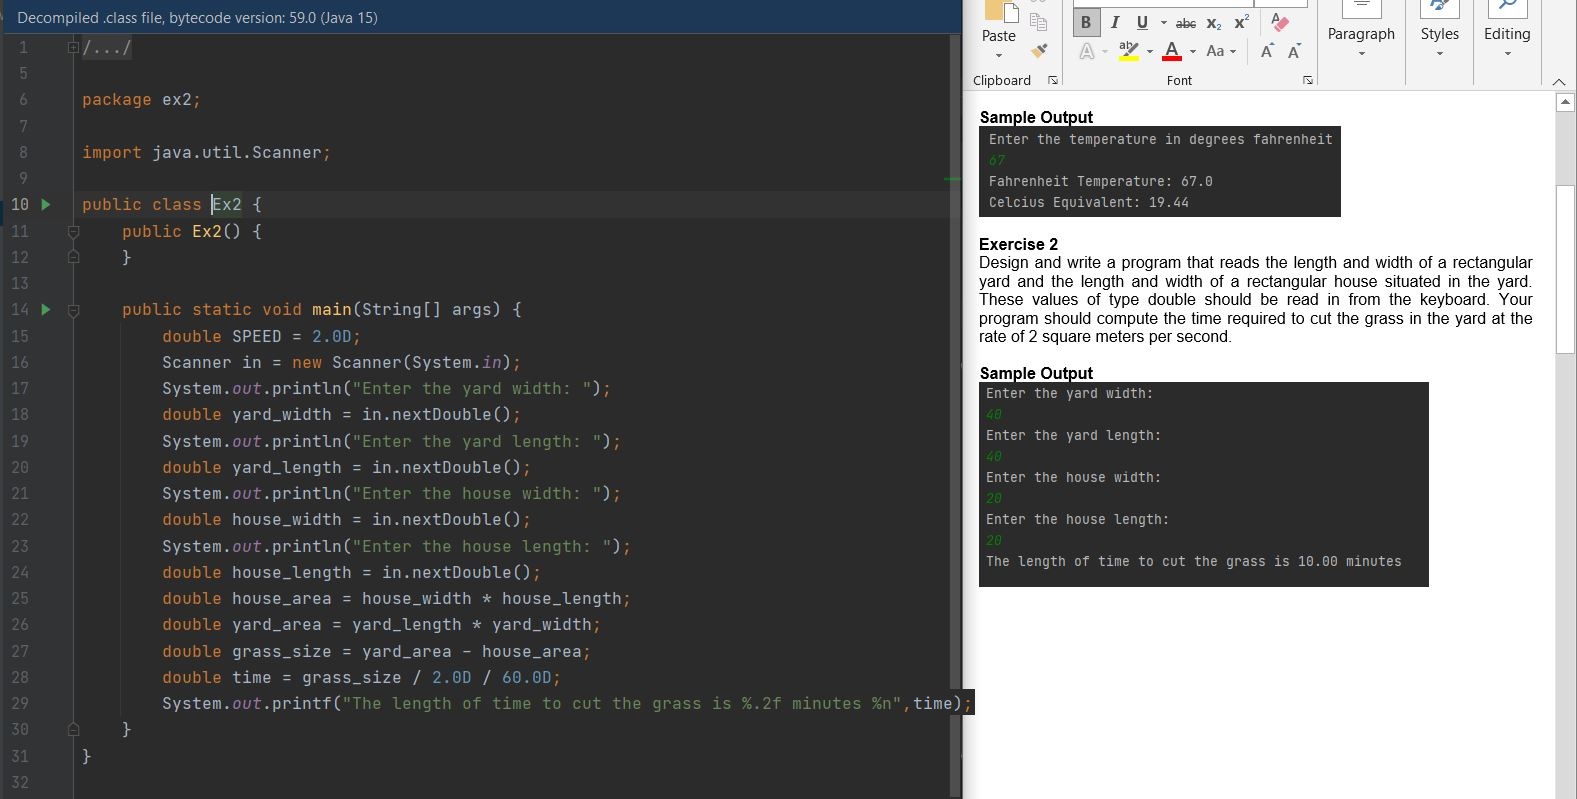 Decompiled .class file, bytecode version: 59.0 (Java 15)
1 /.../
5
6 package ex2;
7
8 import java.util.Scanner;
9
10 public class Ex2 {
11 public Ex2() {
12 }
13
14 public static void main(String[] args) {
15 double SPEED = 2.0D;
16 Scanner in = new Scanner(System.in);
17 System.out.println("Enter the yard width: ");
18 double yard_width = in.nextDouble();
19 System.out.println("Enter the yard length: ");
20 double yard_length = in.nextDouble();
21 System.out.println("Enter the house width: ");
22 double house_width = in.nextDouble();
23 System.out.println("Enter the house length: ");
24 double house_length = in.nextDouble();
25 double house_area = house_width * house_length;
26 double yard_area = yard_length * yard_width;
27 double grass_size = yard_area - house_area;
28 double time = grass_size / 2.0D / 60.0D;
29 System.out.printf("The length of time to cut the grass is %.2f minutes %n",time);
30 }
31 }
32
Paste
B I U abc x₂ x²
A ab A Aa A A
Paragraph
Styles
Editing
Clipboard
Font
Sample Output
Enter the temperature in degrees fahrenheit
67
Fahrenheit Temperature: 67.0
Celcius Equivalent: 19.44
Exercise 2
Design and write a program that reads the length and width of a rectangular
yard and the length and width of a rectangular house situated in the yard.
These values of type double should be read in from the keyboard. Your
program should compute the time required to cut the grass in the yard at the
rate of 2 square meters per second.
Sample Output
Enter the yard width:
40
Enter the yard length:
40
Enter the house width:
20
Enter the house length:
20
The length of time to cut the grass is 10.00 minutes